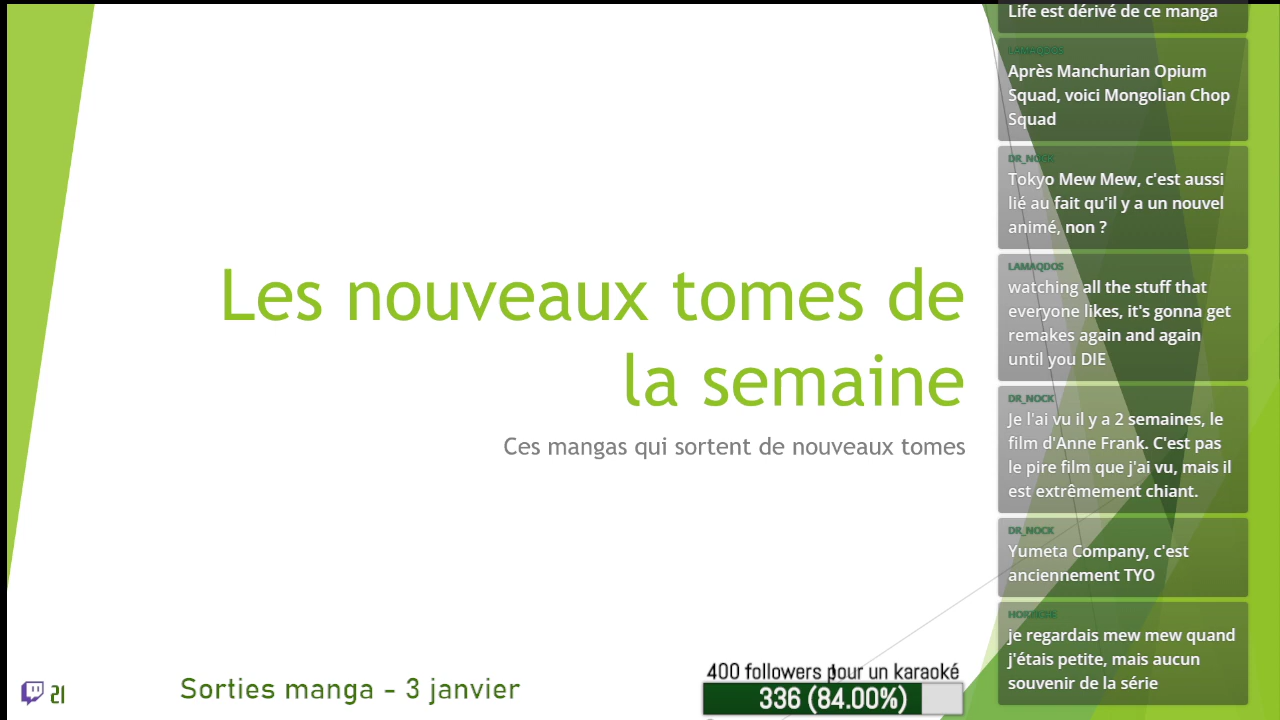 Les nouveaux tomes de
la semaine
Ces mangas qui sortent de nouveaux tomes
21
Sorties manga - 3 janvier
400 followers pour un karaoké
336 (84.00%)
Life est dérivé de ce manga
LAMAQDOS
Après Manchurian Opium
Squad, voici Mongolian Chop
Squad
DR_NOCK
Tokyo Mew Mew, c'est aussi
lié au fait qu'il y a un nouvel
animé, non ?
LAMAQDOS
watching all the stuff that
everyone likes, it's gonna get
remakes again and again
until you DIE
DR_NOCK
Je l'ai vu il y a 2 semaines, le
film d'Anne Frank. C'est pas
le pire film que j'ai vu, mais il
est extrêmement chiant.
DR_NOCK
Yumeta Company, c'est
anciennement TYO
je regardais mew mew quand
j'étais petite, mais aucun
souvenir de la série